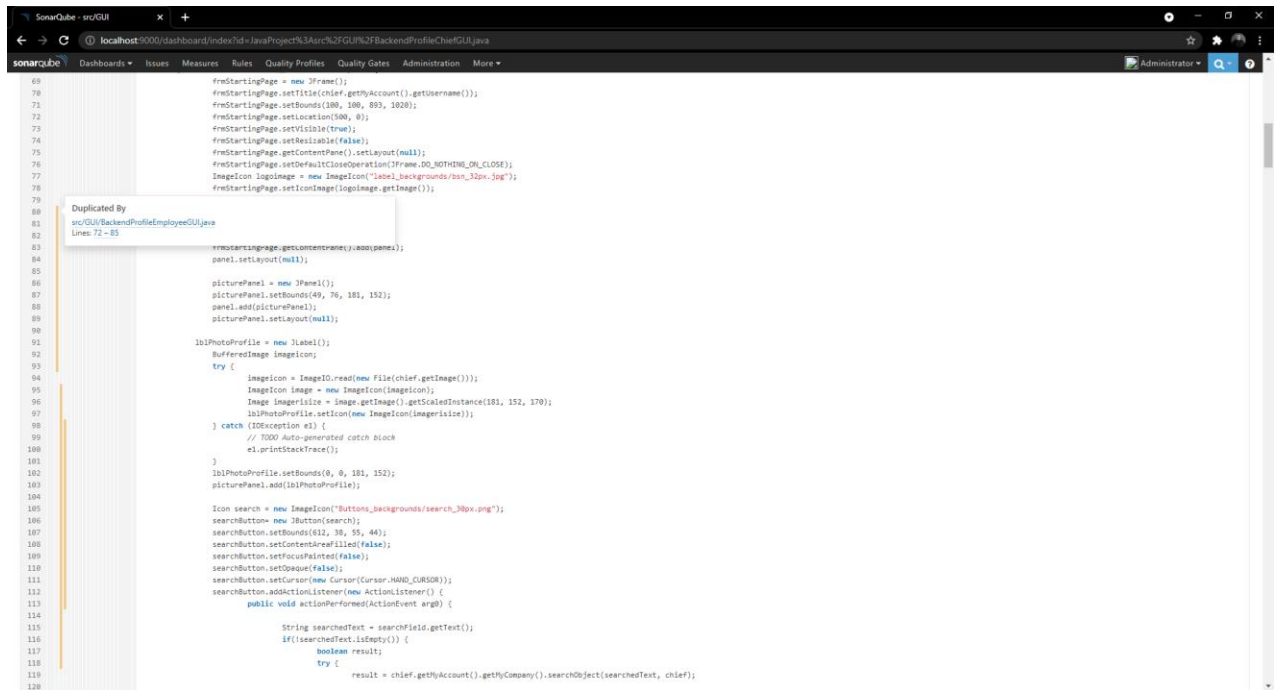 SonarQube - src/GUI
localhost:9000/dashboard/index?id=JavaProject%3Asrc%2FGUI%2FBackendProfileChiefGUI.java
sonarqube Dashboards Issues Measures Rules Quality Profiles Quality Gates Administration More Administrator
69 frmStartingPage = new JFrame();
70 frmStartingPage.setTitle(chief.getMyAccount().getUsername());
71 frmStartingPage.setBounds(100, 100, 893, 1020);
72 frmStartingPage.setLocation(500, 0);
73 frmStartingPage.setVisible(true);
74 frmStartingPage.setResizable(false);
75 frmStartingPage.getContentPane().setLayout(null);
76 frmStartingPage.setDefaultCloseOperation(JFrame.DO_NOTHING_ON_CLOSE);
77 ImageIcon logoimage = new ImageIcon("label_backgrounds/bsn_32px.jpg");
78 frmStartingPage.setIconImage(logoimage.getImage());
79
80 Duplicated By
81 src/GUI/BackendProfileEmployeeGUI.java
82 Lines: 72 – 85
83 frmStartingPage.getContentPane().add(panel);
84 panel.setLayout(null);
85
86 picturePanel = new JPanel();
87 picturePanel.setBounds(49, 76, 181, 152);
88 panel.add(picturePanel);
89 picturePanel.setLayout(null);
90
91 lblPhotoProfile = new JLabel();
92 BufferedImage imageicon;
93 try {
94 imageicon = ImageIO.read(new File(chief.getImage()));
95 ImageIcon image = new ImageIcon(imageicon);
96 Image imagerisize = image.getImage().getScaledInstance(181, 152, 170);
97 lblPhotoProfile.setIcon(new ImageIcon(imagerisize));
98 } catch (IOException e1) {
99 // TODO Auto-generated catch block
100 e1.printStackTrace();
101 }
102 lblPhotoProfile.setBounds(0, 0, 181, 152);
103 picturePanel.add(lblPhotoProfile);
104
105 Icon search = new ImageIcon("Buttons_backgrounds/search_30px.png");
106 searchButton= new JButton(search);
107 searchButton.setBounds(612, 38, 55, 44);
108 searchButton.setContentAreaFilled(false);
109 searchButton.setFocusPainted(false);
110 searchButton.setOpaque(false);
111 searchButton.setCursor(new Cursor(Cursor.HAND_CURSOR));
112 searchButton.addActionListener(new ActionListener() {
113 public void actionPerformed(ActionEvent arg0) {
114
115 String searchedText = searchField.getText();
116 if(!searchedText.isEmpty()) {
117 boolean result;
118 try {
119 result = chief.getMyAccount().getMyCompany().searchObject(searchedText, chief);
120